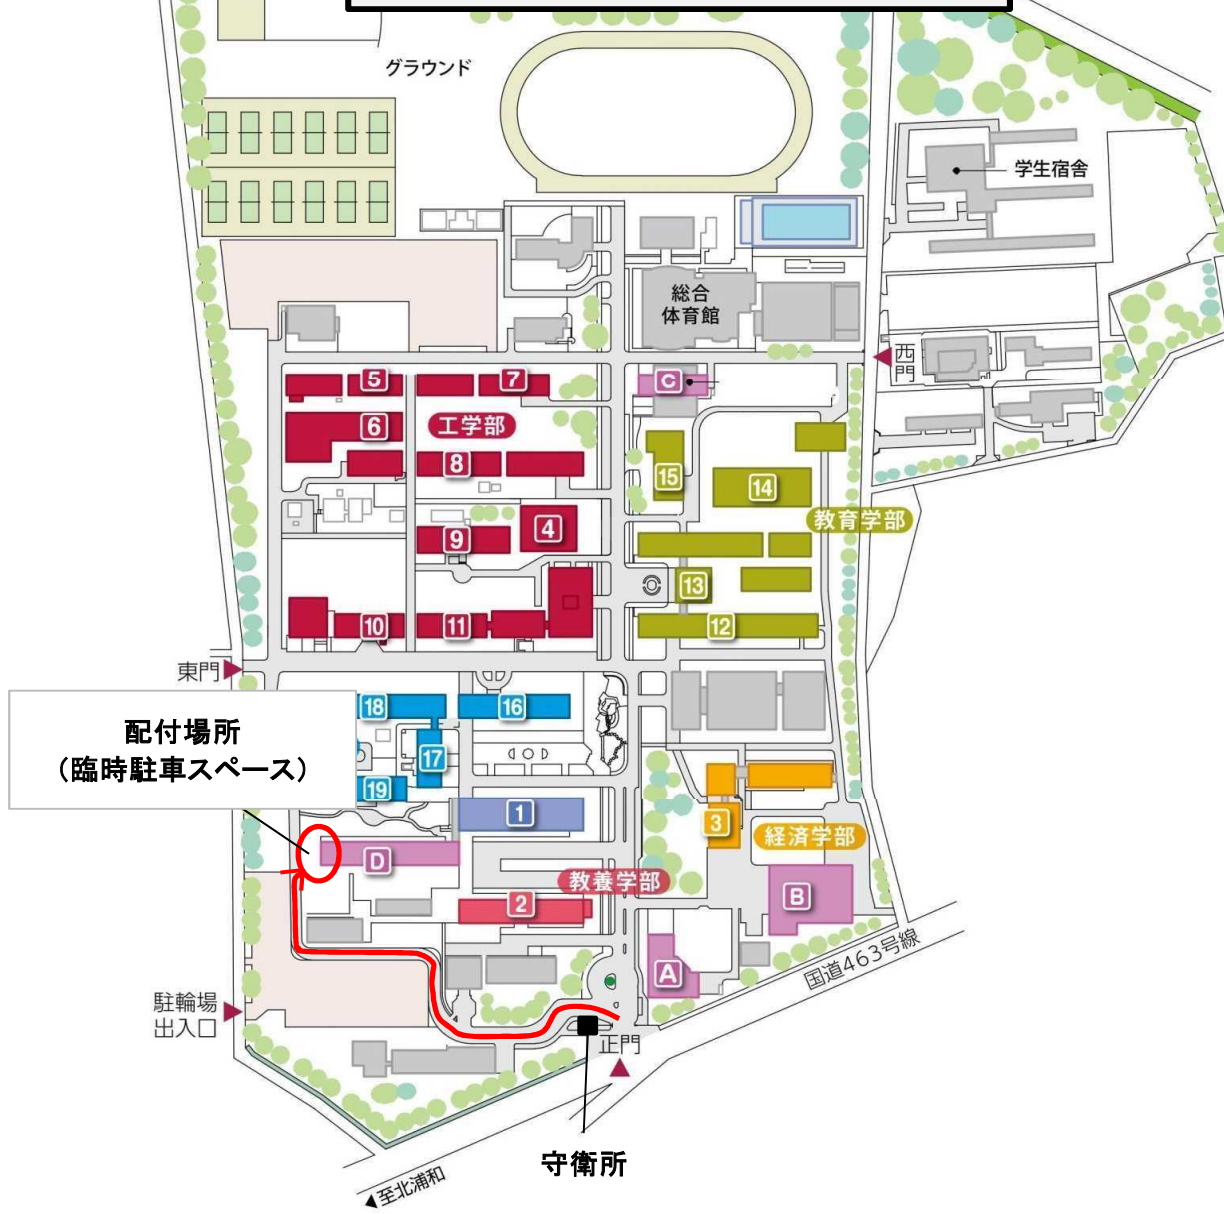 グラウンド
学生宿舎
総合
体育館
西
門
5
7
C
6
工学部
8
15
14
教育学部
4
9
13
10
11
12
東門
配付場所
（臨時駐車スペース）
18
16
17
19
1
3
経済学部
D
教養学部
2
B
A
国道463号線
駐輪場
出入口
正門
守衛所
◀至北浦和